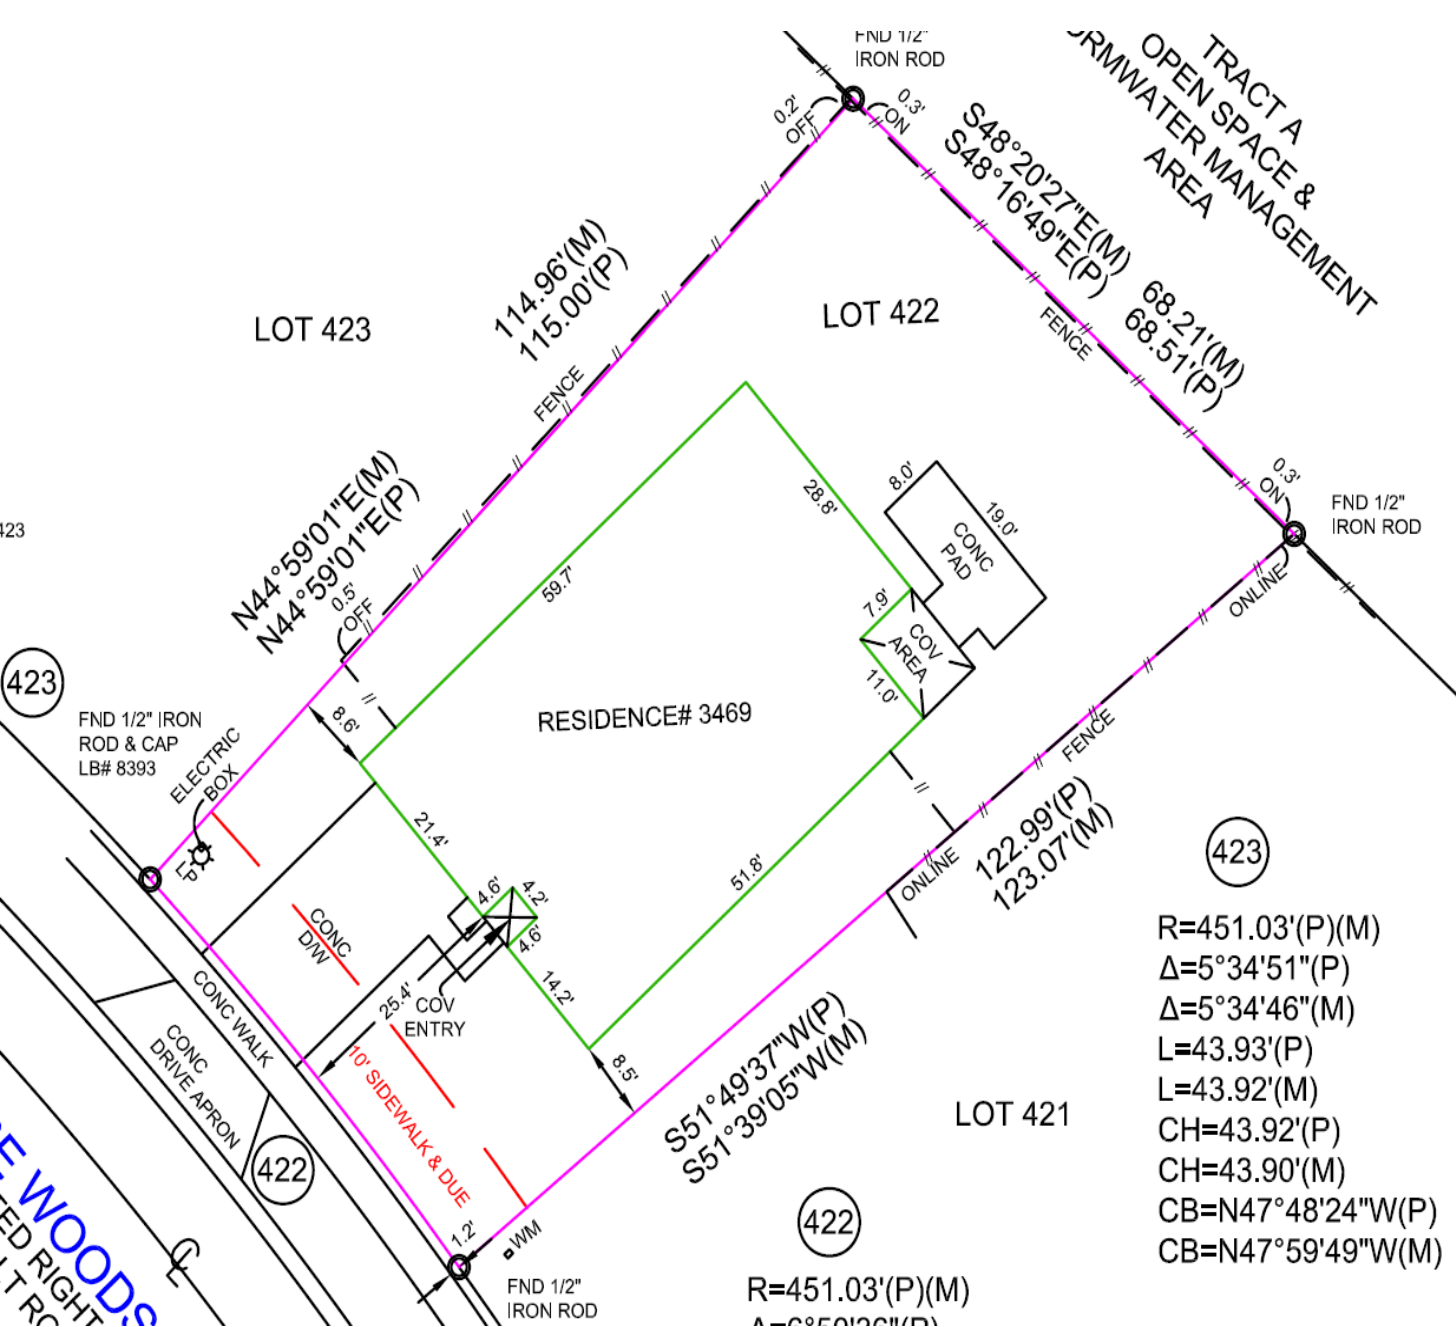 FND 1/2"
IRON ROD
TRACT A
OPEN SPACE &
ORMWATER MANAGEMENT
AREA
0.2'
OFF
0.3'
ON
S48°20'27"E(M)
S48°16'49"E(P)
68.21'(M)
68.51'(P)
FENCE
114.96'(M)
115.00'(P)
FENCE
LOT 423
LOT 422
N44°59'01"E(M)
N44°59'01"E(P)
0.5'
OFF
28.8'
8.0'
19.0'
CONC
PAD
0.3'
ON
FND 1/2"
IRON ROD
ONLINE
423
59.7'
7.9'
COV
AREA
11.0'
423
FND 1/2" IRON
ROD & CAP
LB# 8393
ELECTRIC
BOX
8.6'
RESIDENCE# 3469
FENCE
LP
21.4'
51.8'
ONLINE
122.99'(P)
123.07'(M)
4.6'
4.2'
4.6'
CONC
D/W
25.4'
COV
ENTRY
14.2'
CONC WALK
CONC
DRIVE APRON
10' SIDEWALK & DUE
8.5'
S51°49'37"W(P)
S51°39'05"W(M)
LOT 421
422
1.2'
WM
FND 1/2"
IRON ROD
E WOODS
TED RIGHT
LT RO
CL
423
R=451.03'(P)(M)
Δ=5°34'51"(P)
Δ=5°34'46"(M)
L=43.93'(P)
L=43.92'(M)
CH=43.92'(P)
CH=43.90'(M)
CB=N47°48'24"W(P)
CB=N47°59'49"W(M)
422
R=451.03'(P)(M)